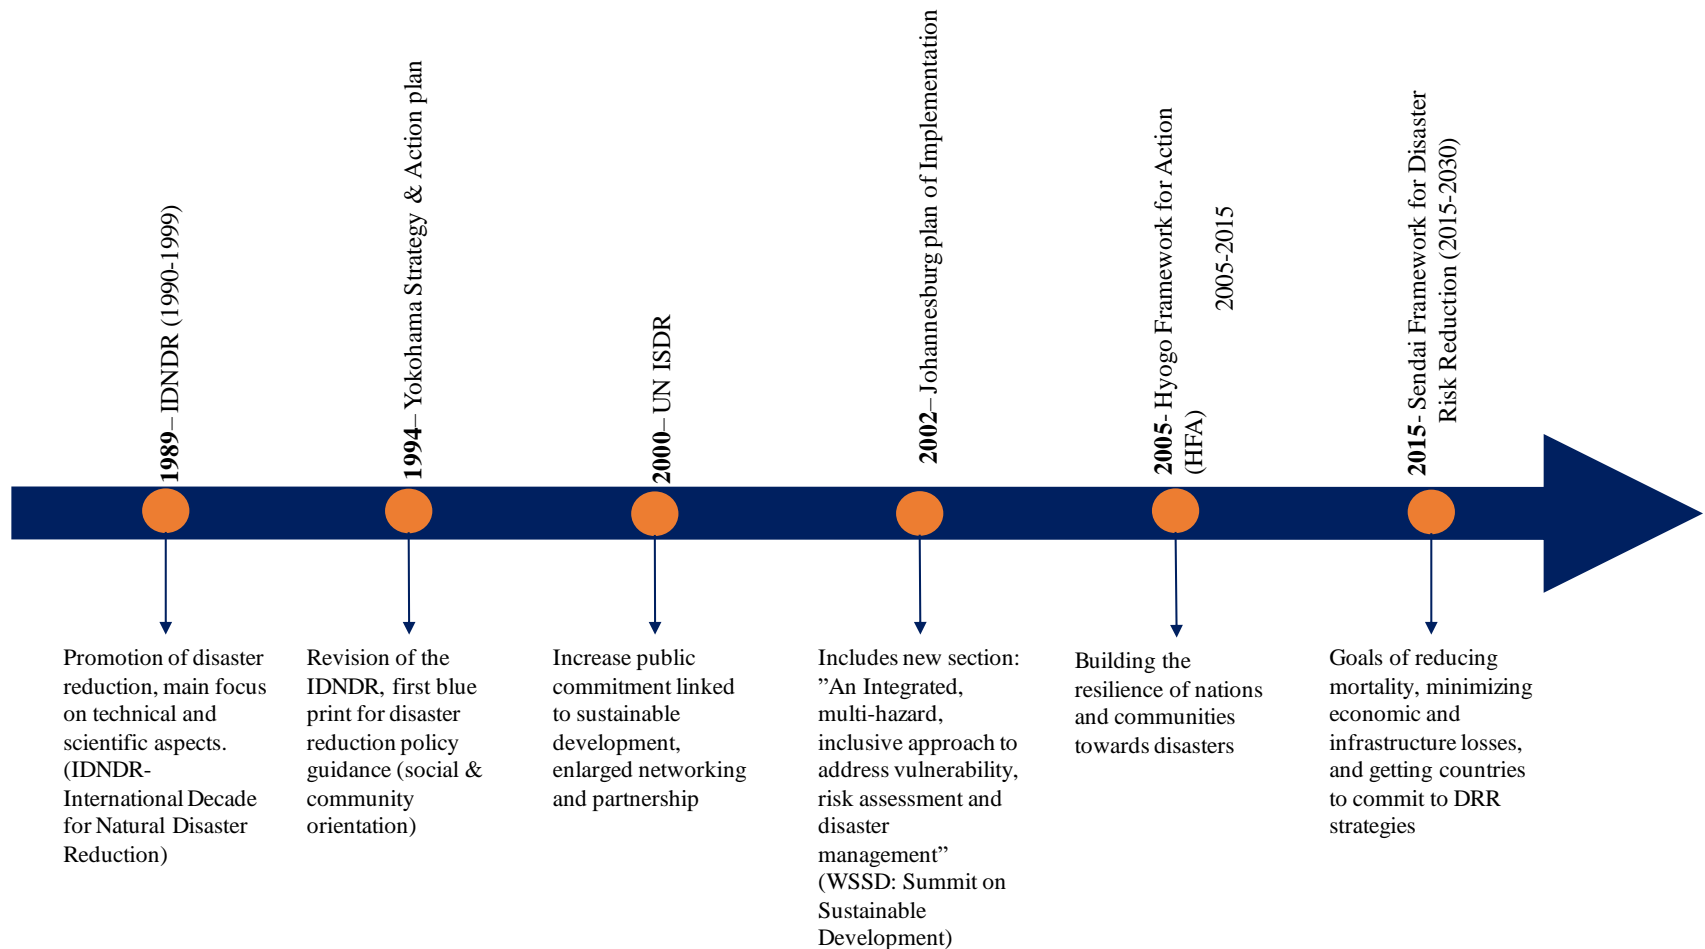 1989– IDNDR (1990-1999)
1994– Yokohama Strategy & Action plan
2000– UN ISDR
2002– Johannesburg plan of Implementation
2005- Hyogo Framework for Action
(HFA)
2005-2015
2015- Sendai Framework for Disaster
Risk Reduction (2015-2030)
Promotion of disaster
reduction, main focus
on technical and
scientific aspects.
(IDNDR-
International Decade
for Natural Disaster
Reduction)
Revision of the
IDNDR, first blue
print for disaster
reduction policy
guidance (social &
community
orientation)
Increase public
commitment linked
to sustainable
development,
enlarged networking
and partnership
Includes new section:
”An Integrated,
multi-hazard,
inclusive approach to
address vulnerability,
risk assessment and
disaster
management”
(WSSD: Summit on
Sustainable
Development)
Building the
resilience of nations
and communities
towards disasters
Goals of reducing
mortality, minimizing
economic and
infrastructure losses,
and getting countries
to commit to DRR
strategies